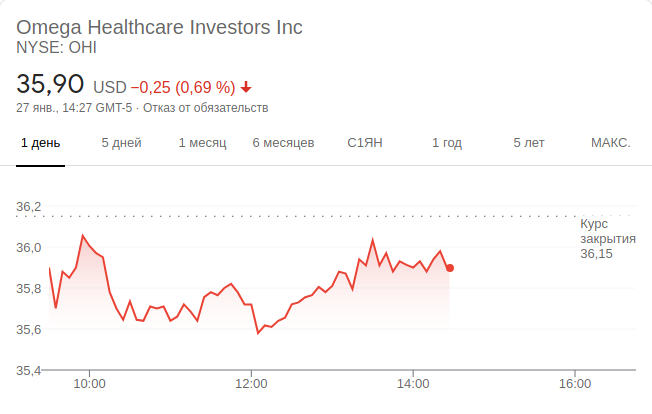 Omega Healthcare Investors Inc
NYSE: OHI
35,90 USD −0,25 (0,69 %)
27 янв., 14:27 GMT-5 · Отказ от обязательств
1 день 5 дней 1 месяц 6 месяцев С1ЯН 1 год 5 лет МАКС.
36,2
Курс
закрытия
36,15
36,0
35,8
35,6
35,4
10:00 12:00 14:00 16:00